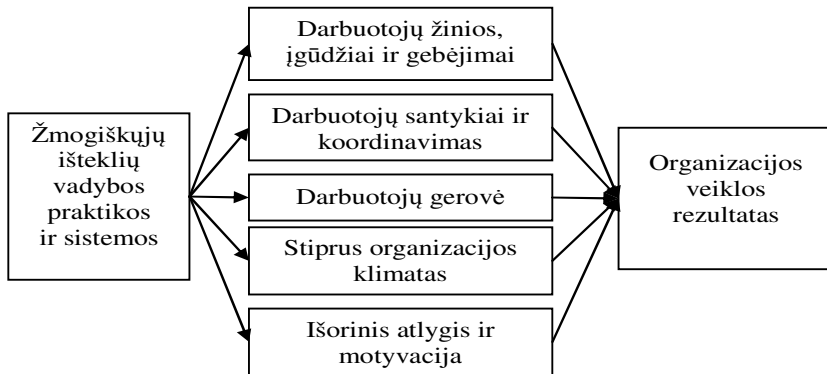 Žmogiškųjų
išteklių
vadybos
praktikos
ir sistemos
Darbuotojų žinios,
įgūdžiai ir gebėjimai
Darbuotojų santykiai ir
koordinavimas
Darbuotojų gerovė
Stiprus organizacijos
klimatas
Išorinis atlygis ir
motyvacija
Organizacijos
veiklos
rezultatas